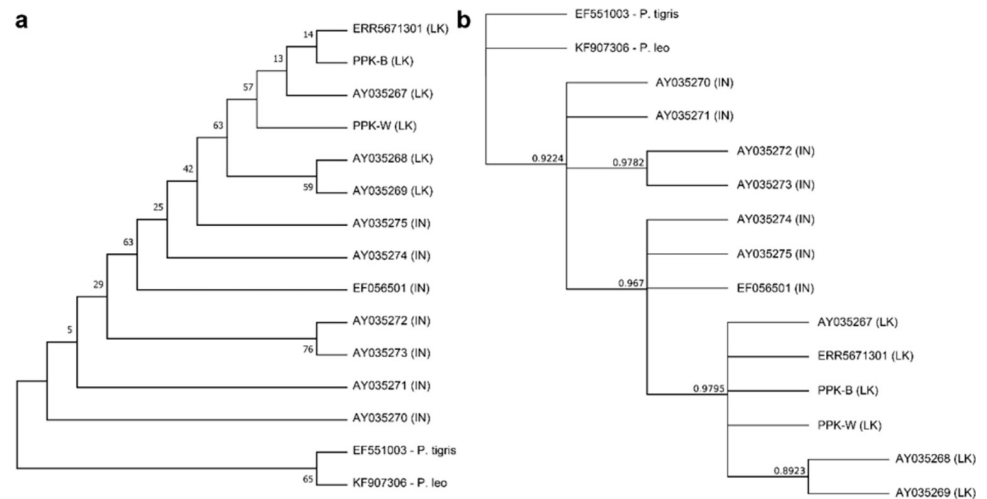 a
14
ERR5671301 (LK)
13
PPK-B (LK)
57
AY035267 (LK)
63
PPK-W (LK)
42
AY035268 (LK)
59
AY035269 (LK)
25
AY035275 (IN)
63
AY035274 (IN)
29
EF056501 (IN)
5
AY035272 (IN)
76
AY035273 (IN)
AY035271 (IN)
AY035270 (IN)
EF551003 - P. tigris
65
KF907306 - P. leo
b
EF551003 - P. tigris
KF907306 - P. leo
AY035270 (IN)
AY035271 (IN)
0.9224
0.9782
AY035272 (IN)
AY035273 (IN)
AY035274 (IN)
AY035275 (IN)
0.967
EF056501 (IN)
AY035267 (LK)
ERR5671301 (LK)
0.9795
PPK-B (LK)
PPK-W (LK)
AY035268 (LK)
0.8923
AY035269 (LK)